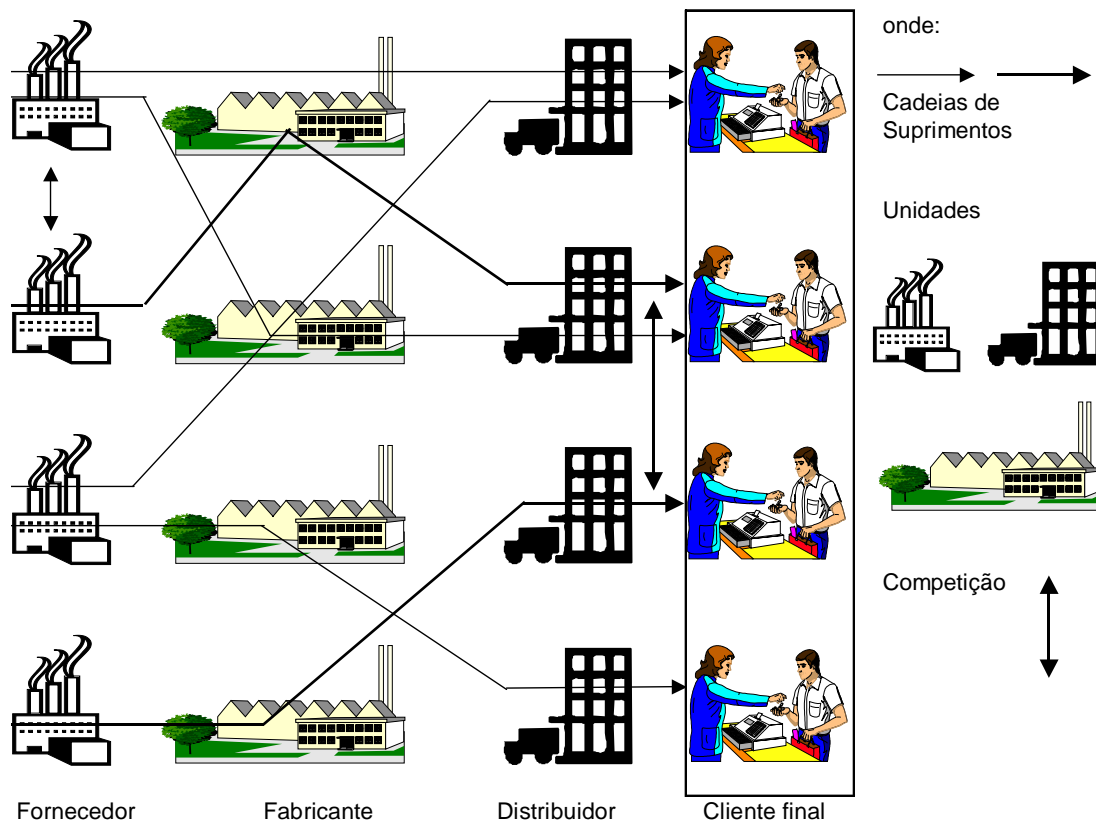 onde:
Cadeias de
Suprimentos
Unidades
Competição
Fornecedor
Fabricante
Distribuidor
Cliente final